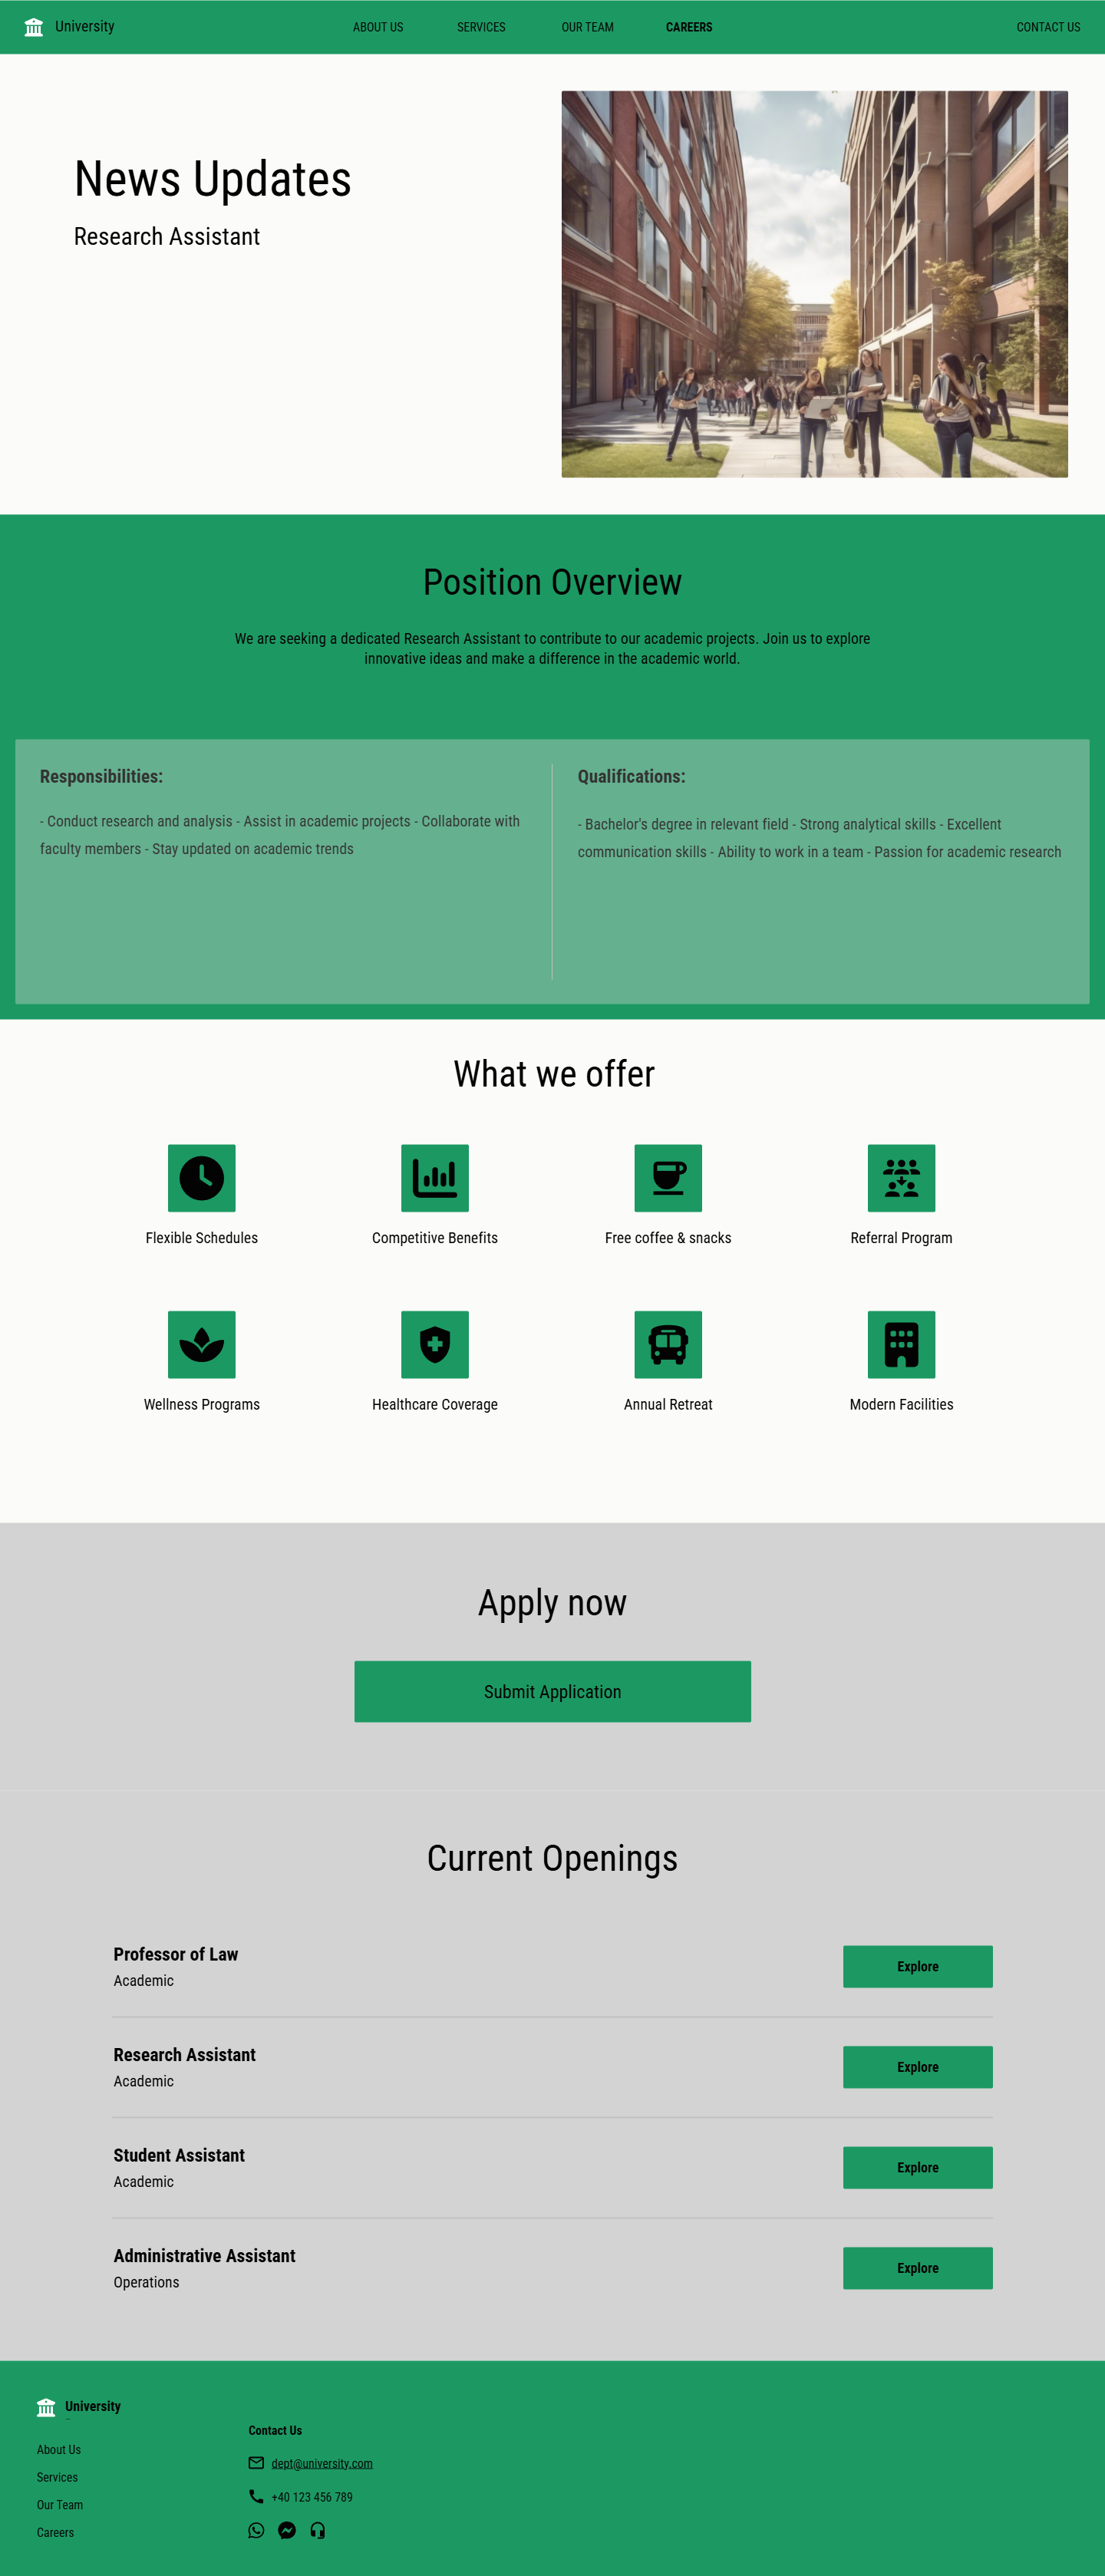 University
ABOUT US
SERVICES
OUR TEAM
CAREERS
CONTACT US
News Updates
Research Assistant
Position Overview
We are seeking a dedicated Research Assistant to contribute to our academic projects. Join us to explore
innovative ideas and make a difference in the academic world.
Responsibilities:
- Conduct research and analysis - Assist in academic projects - Collaborate with
faculty members - Stay updated on academic trends
Qualifications:
- Bachelor's degree in relevant field - Strong analytical skills - Excellent
communication skills - Ability to work in a team - Passion for academic research
What we offer
Flexible Schedules
Competitive Benefits
Free coffee & snacks
Referral Program
Wellness Programs
Healthcare Coverage
Annual Retreat
Modern Facilities
Apply now
Submit Application
Current Openings
Professor of Law
Academic
Explore
Research Assistant
Academic
Explore
Student Assistant
Academic
Explore
Administrative Assistant
Operations
Explore
University
About Us
Services
Our Team
Careers
Contact Us
dept@university.com
+40 123 456 789